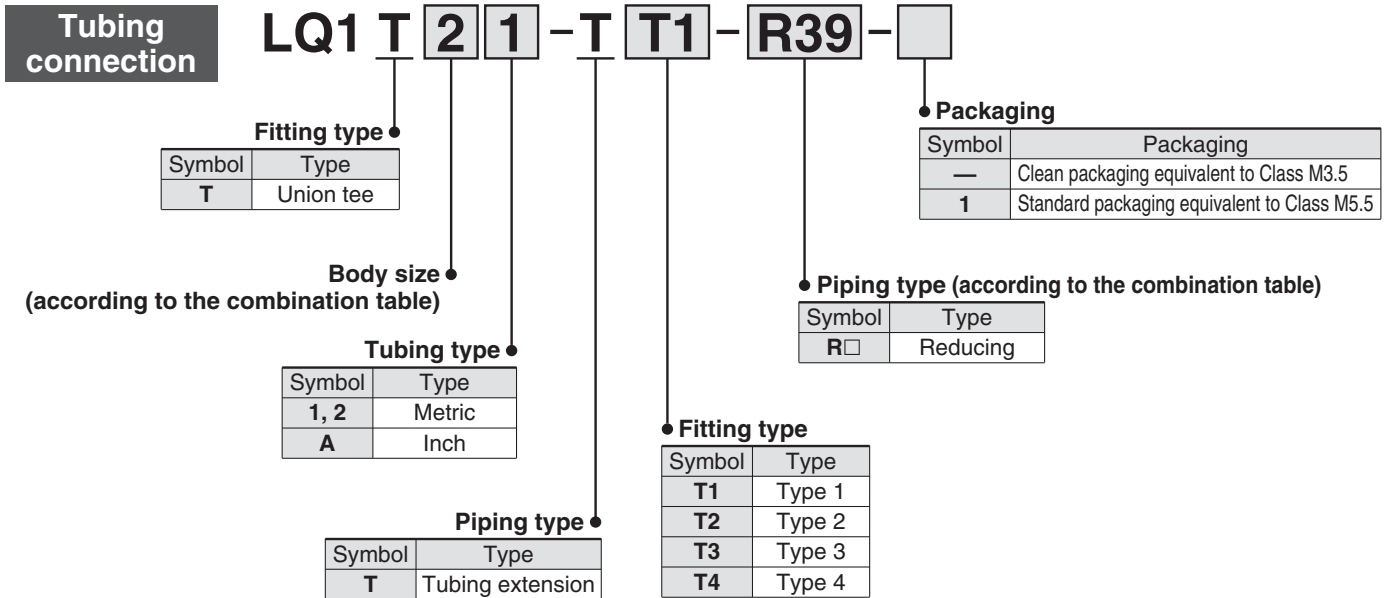 Tubing
connection
LQ1 T 2 1 - T T1 - R39 -
Fitting type
Symbol Type
T Union tee
Body size
(according to the combination table)
Tubing type
Symbol Type
1, 2 Metric
A Inch
Piping type
Symbol Type
T Tubing extension
Fitting type
Symbol Type
T1 Type 1
T2 Type 2
T3 Type 3
T4 Type 4
Piping type (according to the combination table)
Symbol Type
R□ Reducing
Packaging
Symbol Packaging
— Clean packaging equivalent to Class M3.5
1 Standard packaging equivalent to Class M5.5